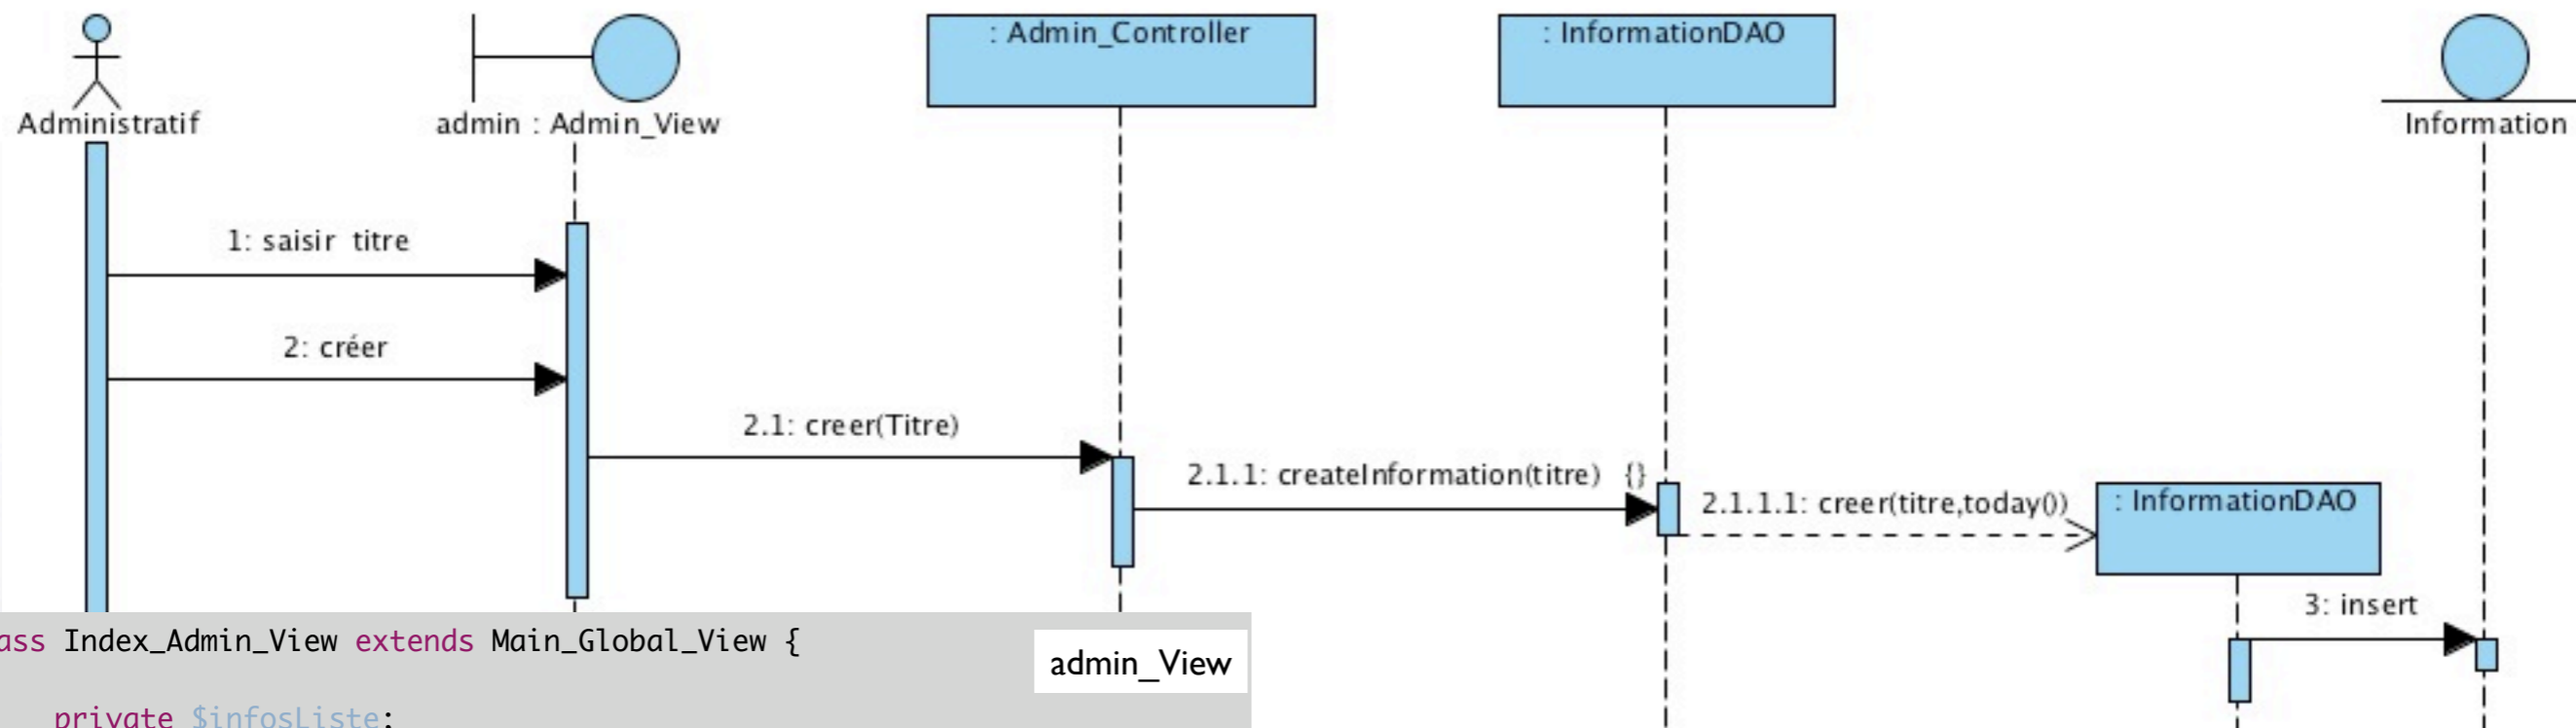 : Admin_Controller
: InformationDAO
Administratif
admin : Admin_View
Information
1: saisir titre
2: créer
2.1: creer(Titre)
2.1.1: createInformation(titre) {}
2.1.1.1: creer(titre,today())
: InformationDAO
3: insert
ass Index_Admin_View extends Main_Global_View {
admin_View
private $infosListe;